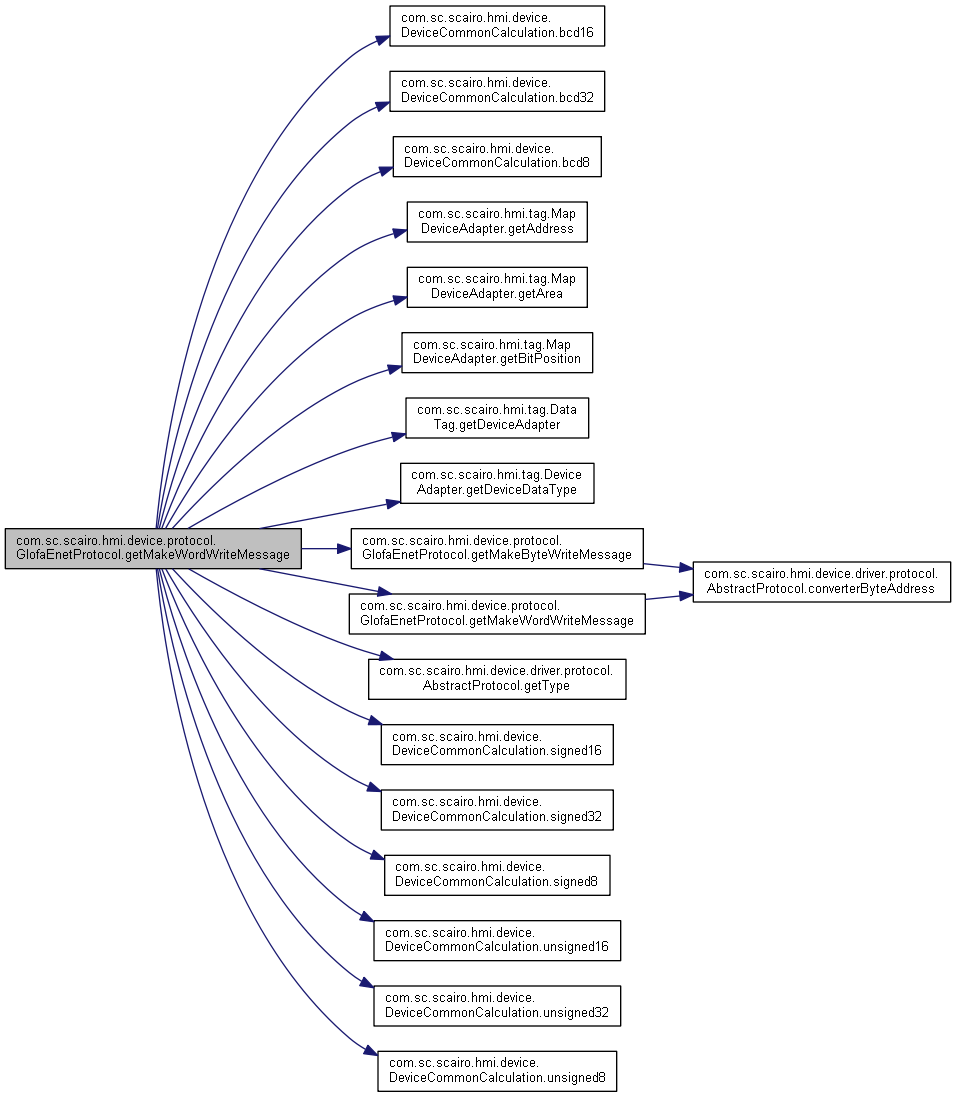 com.sc.scairo.hmi.device.
DeviceCommonCalculation.bcd16
com.sc.scairo.hmi.device.
DeviceCommonCalculation.bcd32
com.sc.scairo.hmi.device.
DeviceCommonCalculation.bcd8
com.sc.scairo.hmi.tag.Map
DeviceAdapter.getAddress
com.sc.scairo.hmi.tag.Map
DeviceAdapter.getArea
com.sc.scairo.hmi.tag.Map
DeviceAdapter.getBitPosition
com.sc.scairo.hmi.tag.Data
Tag.getDeviceAdapter
com.sc.scairo.hmi.tag.Device
Adapter.getDeviceDataType
com.sc.scairo.hmi.device.protocol.
GlofaEnetProtocol.getMakeWordWriteMessage
com.sc.scairo.hmi.device.protocol.
GlofaEnetProtocol.getMakeByteWriteMessage
com.sc.scairo.hmi.device.driver.protocol.
AbstractProtocol.converterByteAddress
com.sc.scairo.hmi.device.protocol.
GlofaEnetProtocol.getMakeWordWriteMessage
com.sc.scairo.hmi.device.driver.protocol.
AbstractProtocol.getType
com.sc.scairo.hmi.device.
DeviceCommonCalculation.signed16
com.sc.scairo.hmi.device.
DeviceCommonCalculation.signed32
com.sc.scairo.hmi.device.
DeviceCommonCalculation.signed8
com.sc.scairo.hmi.device.
DeviceCommonCalculation.unsigned16
com.sc.scairo.hmi.device.
DeviceCommonCalculation.unsigned32
com.sc.scairo.hmi.device.
DeviceCommonCalculation.unsigned8